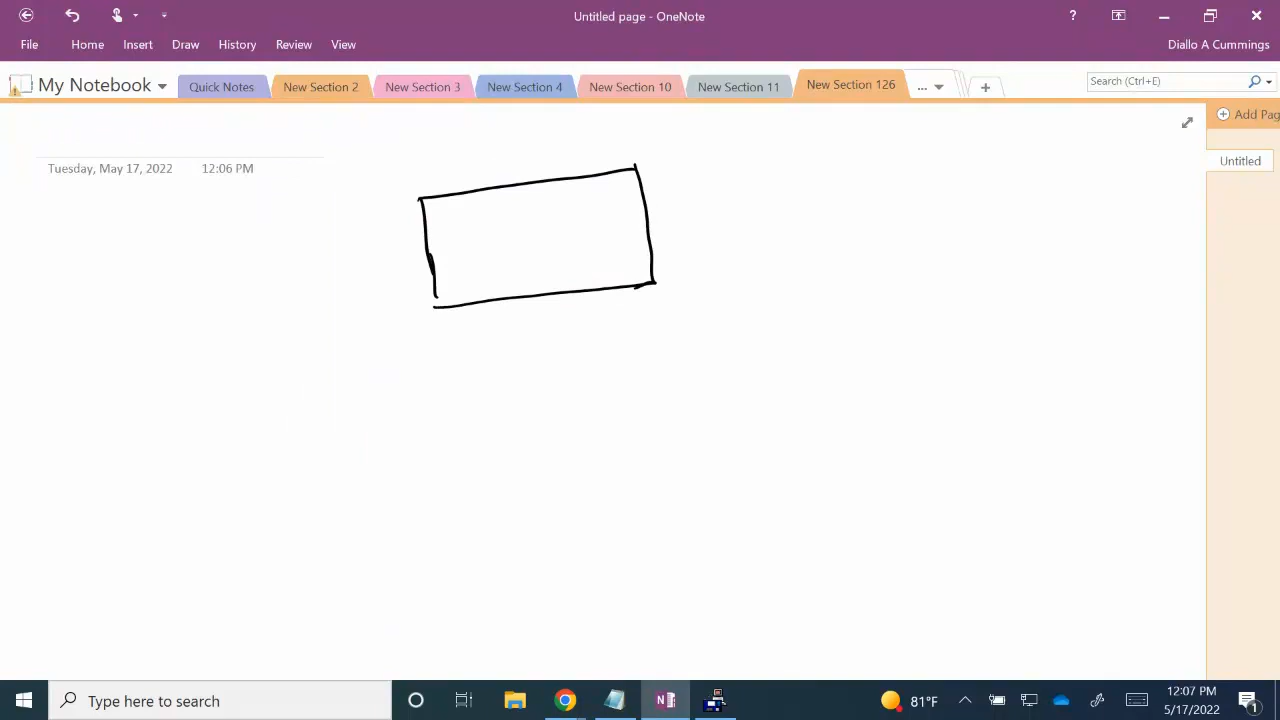 Untitled page - OneNote
?
File Home Insert Draw History Review View
Diallo A Cummings
My Notebook Quick Notes New Section 2 New Section 3 New Section 4 New Section 10 New Section 11 New Section 126 ... + Search (Ctrl+E)
Add Pag
Tuesday, May 17, 2022 12:06 PM
Untitled
Type here to search
N
81°F
12:07 PM
5/17/2022
1